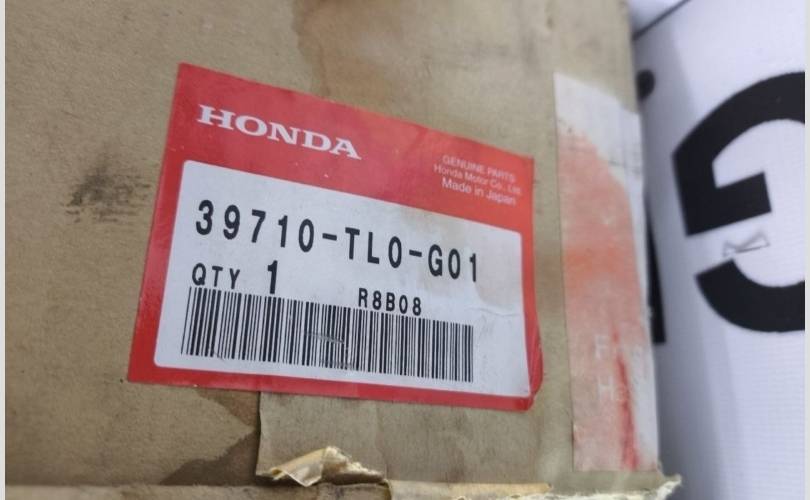 HONDA
GENUINE PARTS
Honda Motor Co., Ltd.
Made in Japan
39710-TL0-G01
QTY 1
R8B08
G